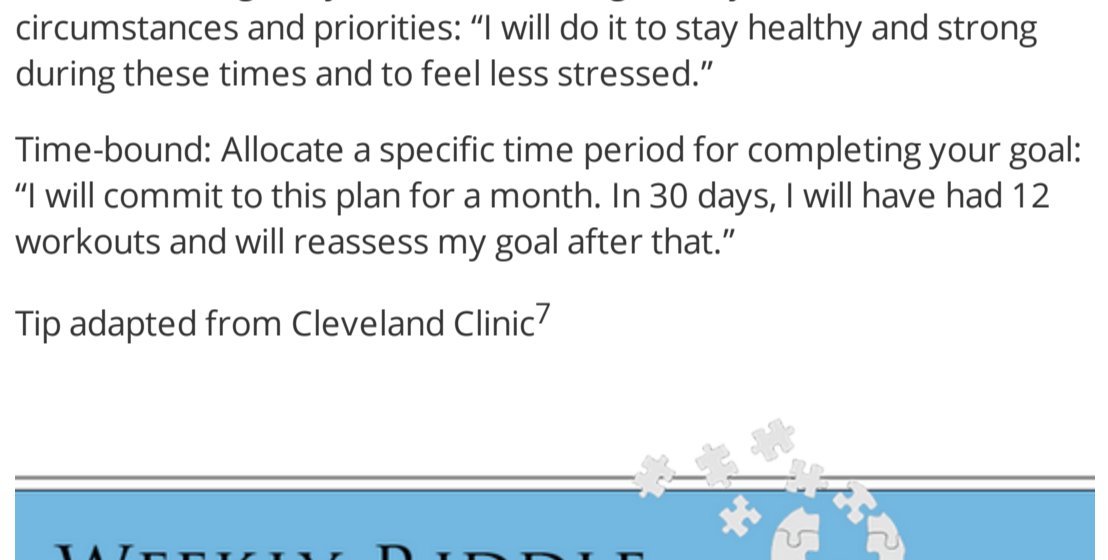 circumstances and priorities: “I will do it to stay healthy and strong
during these times and to feel less stressed.”
Time-bound: Allocate a specific time period for completing your goal:
“I will commit to this plan for a month. In 30 days, I will have had 12
workouts and will reassess my goal after that.”
Tip adapted from Cleveland Clinic7
WEEKLY RIDDLE